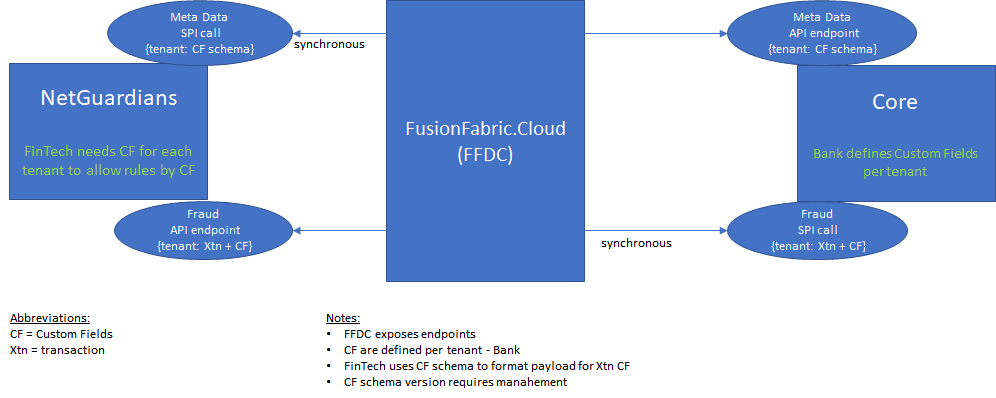 Meta Data
SPI call
{tenant: CF schema}
synchronous
Meta Data
API endpoint
{tenant: CF schema}
NetGuardians
FinTech needs CF for each
tenant to allow rules by CF
FusionFabric.Cloud
(FFDC)
Core
Bank defines Custom Fields
per tenant
Fraud
API endpoint
{tenant: Xtn + CF}
synchronous
Fraud
SPI call
{tenant: Xtn + CF}
Abbreviations:
CF = Custom Fields
Xtn = transaction
Notes:
• FFDC exposes endpoints
• CF are defined per tenant - Bank
• FinTech uses CF schema to format payload for Xtn CF
• CF schema version requires manahement